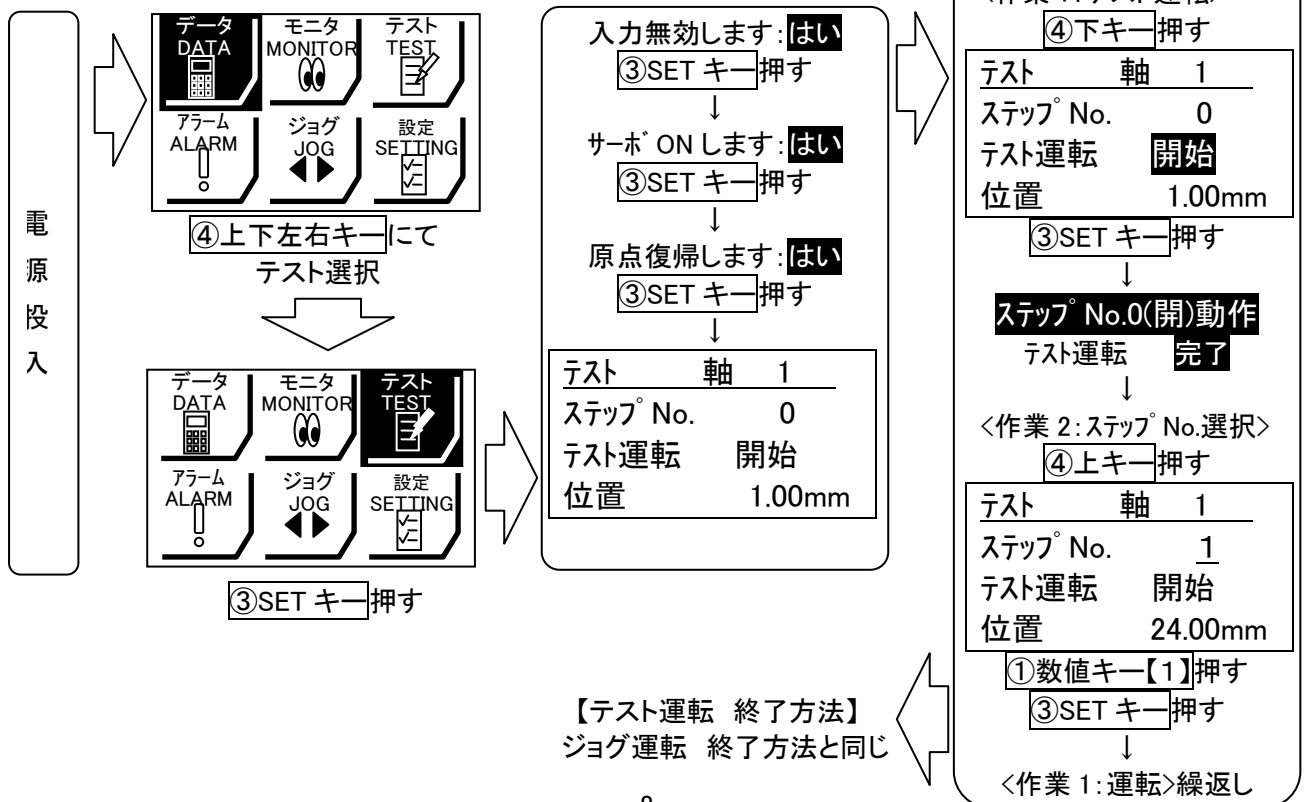 電
源
投
入
データ モニタ テスト
DATA MONITOR TEST
アラーム ジョグ 設定
ALARM JOG SETTING
④上下左右キーにて
テスト選択
データ モニタ テスト
DATA MONITOR TEST
アラーム ジョグ 設定
ALARM JOG SETTING
③SET キー押す
入力無効します:はい
③SET キー押す
↓
サーボ ON します:はい
③SET キー押す
↓
原点復帰します:はい
③SET キー押す
↓
テスト 軸 1
ステップ No. 0
テスト運転 開始
位置 1.00mm
<作業 1:テスト運転>
④下キー押す
テスト 軸 1
ステップ No. 0
テスト運転 開始
位置 1.00mm
③SET キー押す
↓
ステップ No.0(開)動作
テスト運転 完了
↓
<作業 2:ステップ No.選択>
④上キー押す
テスト 軸 1
ステップ No. 1
テスト運転 開始
位置 24.00mm
①数値キー【1】押す
③SET キー押す
↓
<作業 1:運転>繰返し
【テスト運転 終了方法】
ジョグ運転 終了方法と同じ